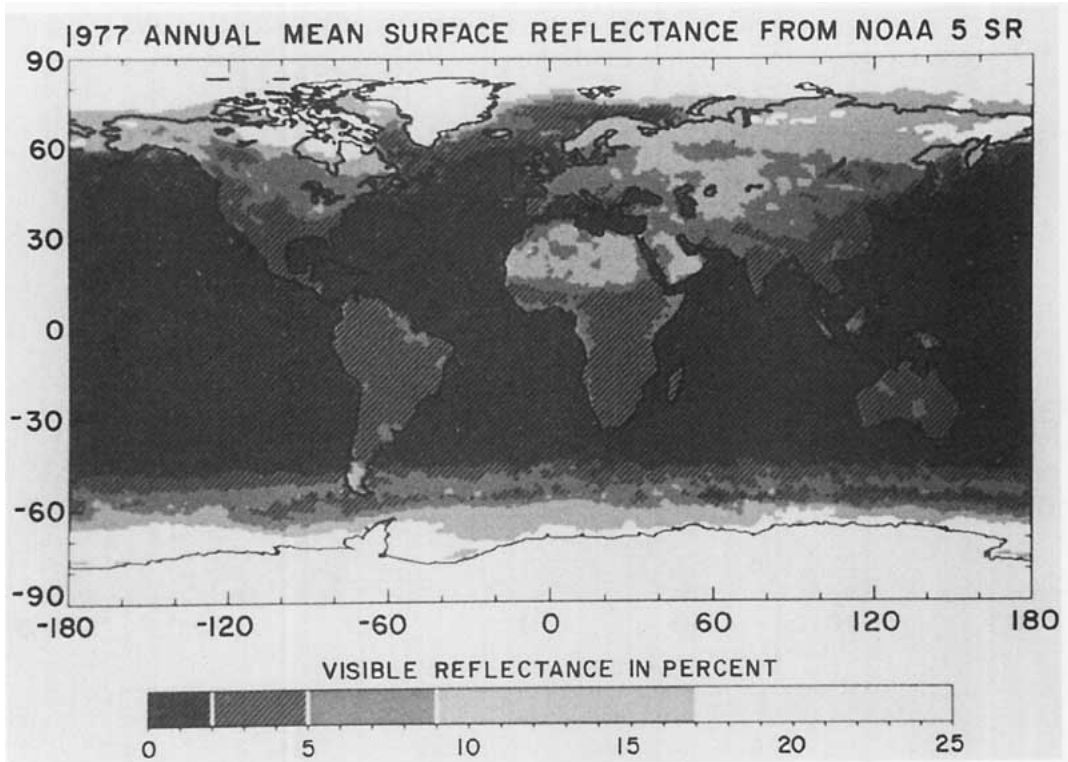 1977 ANNUAL MEAN SURFACE REFLECTANCE FROM NOAA 5 SR
90
60
30
0
-30
-60
-90
-180 -120 -60 0 60 120 180
VISIBLE REFLECTANCE IN PERCENT
0 5 10 15 20 25